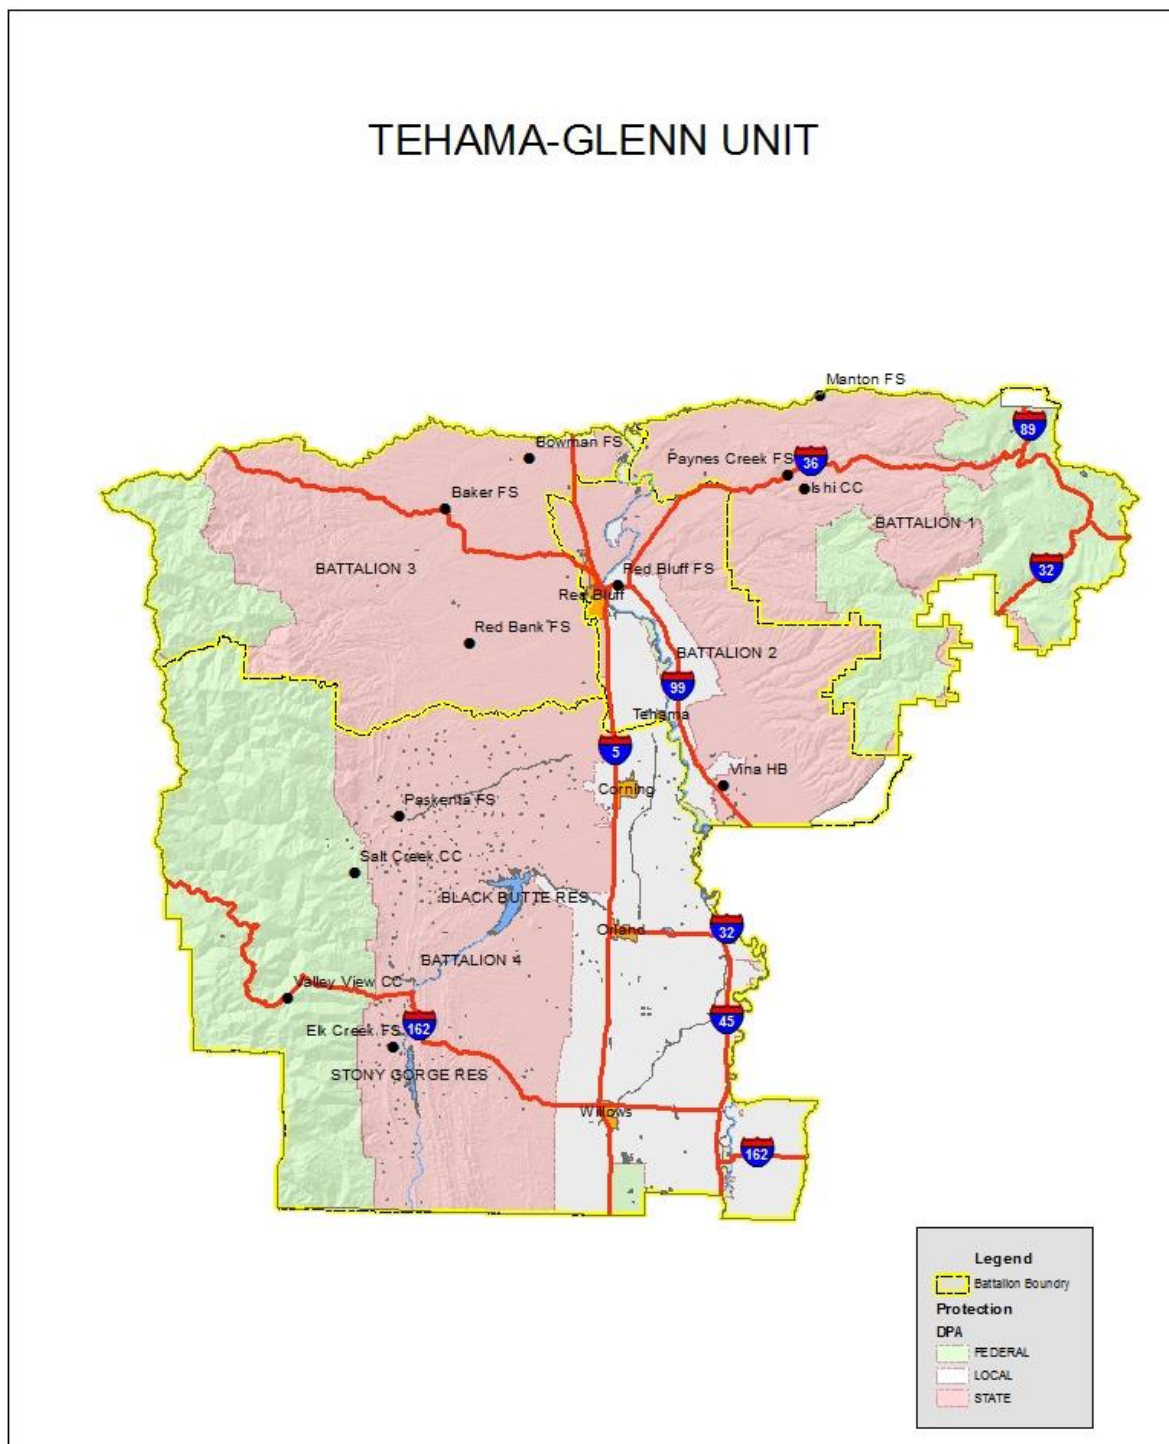 TEHAMA-GLENN UNIT
Manton FS
89
Bowman FS
Paynes Creek FS
36
Ishi CC
Baker FS
BATTALION 1
BATTALION 3
32
Red Bluff FS
Red Bluff
Red Bank FS
BATTALION 2
99
Tehama
5
Vina HB
Corning
Paskenta FS
Salt Creek CC
BLACK BUTTE RES
Orland
32
BATTALION 4
Valley View CC
162
45
Elk Creek FS
STONY GORGE RES
Willows
162
Legend
Battalion Boundry
Protection
DPA
FEDERAL
LOCAL
STATE